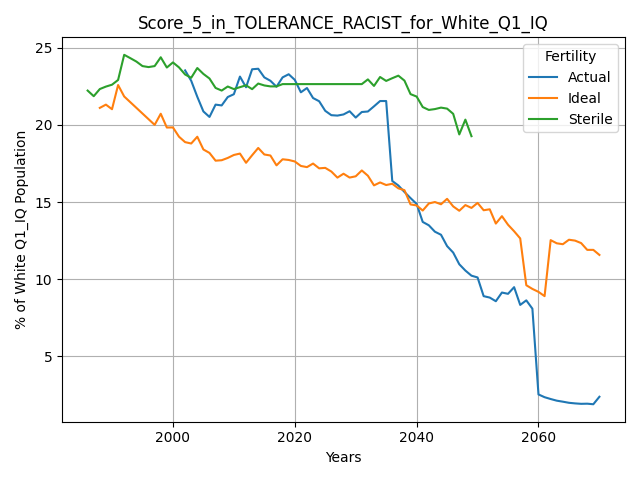 Score_5_in_TOLERANCE_RACIST_for_White_Q1_IQ
% of White Q1_IQ Population
25
20
15
10
5
Fertility
Actual
Ideal
Sterile
2000
2020
2040
2060
Years